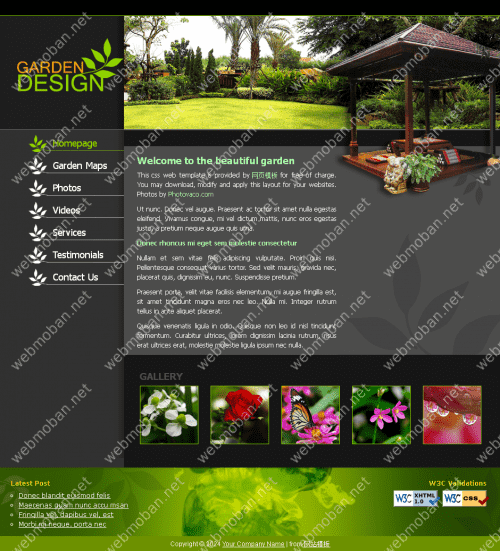 GARDEN
DESIGN
Homepage
Garden Maps
Photos
Videos
Services
Testimonials
Contact Us
Welcome to the beautiful garden
This css web template is provided by 网页模板 for free of charge.
You may download, modify and apply this layout for your websites.
Photos by Photovaco.com
Ut nunc. Donec vel augue. Praesent ac tortor sit amet nulla egestas
eleifend. Vivamus congue, mi vel dictum mattis, nunc eros egestas
justo, a pretium neque augue quis urna.
Donec rhoncus mi eget sem molestie consectetur
Nullam et sem vitae felis adipiscing vulputate. Proin quis nisi.
Pellentesque consequat varius tortor. Sed velit mauris, gravida nec,
placerat quis, dignissim eu, nunc. Suspendisse pretium.
Praesent porta, velit vitae facilisis elementum, mi augue fringilla est,
sit amet tincidunt magna eros nec leo. Nulla mi. Integer rutrum
tellus in ante aliquet placerat.
Quisque venenatis ligula in odio. Quisque non leo id nisl tincidunt
fermentum. Curabitur ultrices, lorem dignissim lacinia rutrum, risus
erat ultrices erat, molestie molestie ligula ipsum nec nulla.
GALLERY
Latest Post
Donec blandit euismod felis
Maecenas quam nunc accumsan
Fringilla vel dapibus vel, est
Morbi mi neque, porta nec
W3C Validations
W3C XHTML 1.0
W3C css
Copyright © 2024 Your Company Name | from 网站模板
webmoban.net